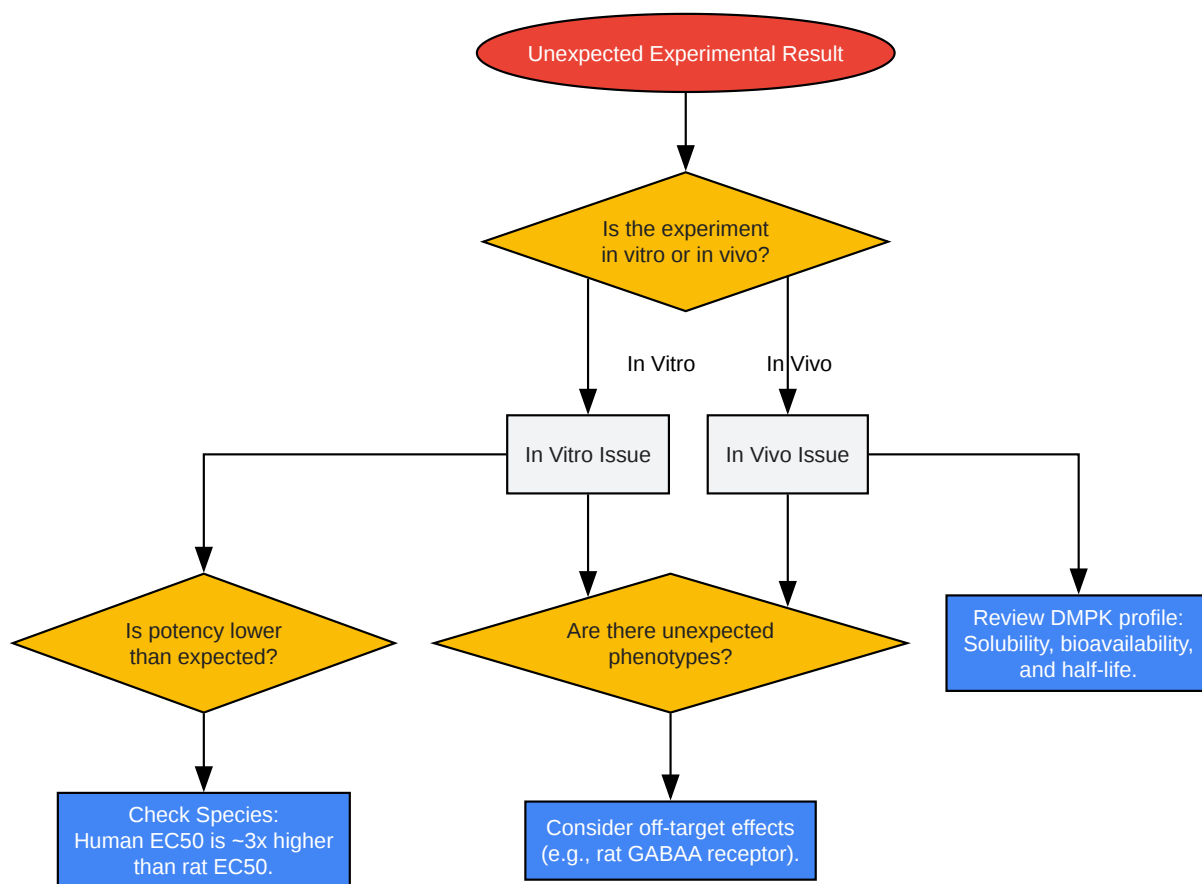 Unexpected Experimental Result
Is the experiment
in vitro or in vivo?
In Vitro
In Vivo
In Vitro Issue
In Vivo Issue
Is potency lower
than expected?
Are there unexpected
phenotypes?
Review DMPK profile:
Solubility, bioavailability,
and half-life.
Check Species:
Human EC50 is ~3x higher
than rat EC50.
Consider off-target effects
(e.g., rat GABAA receptor).